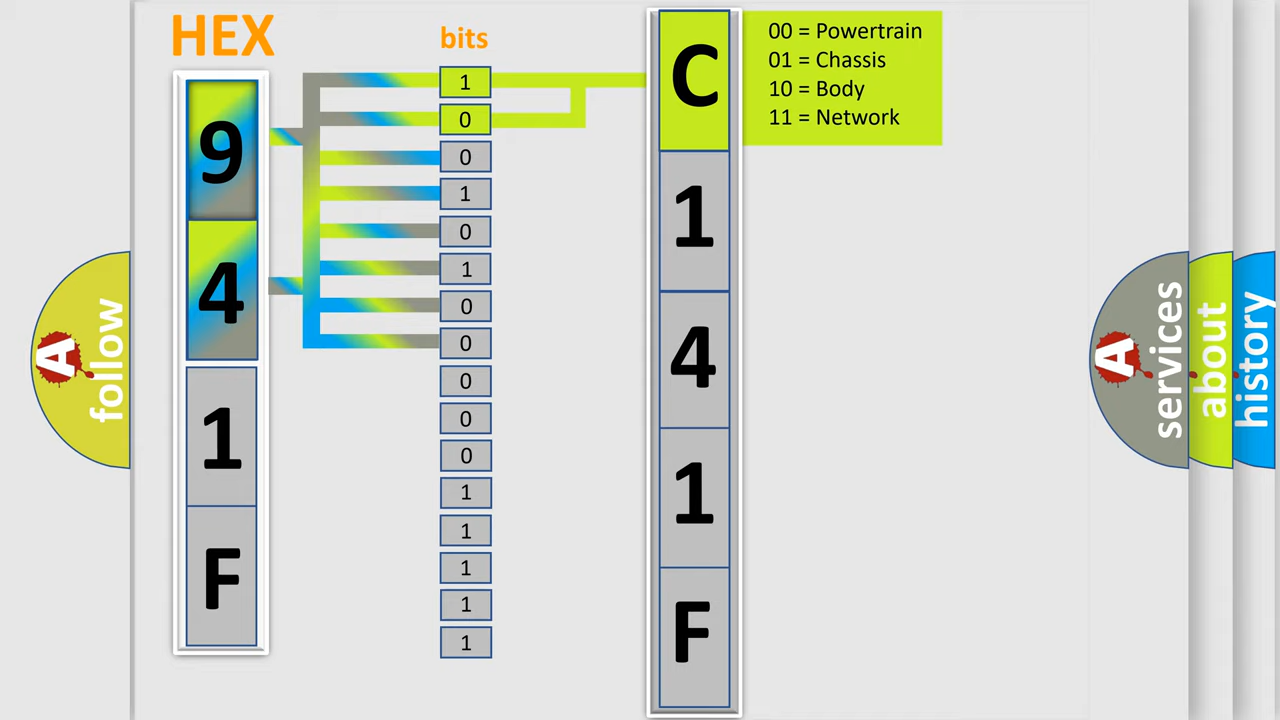 HEX
bits
9
4
1
F
1
0
0
1
0
1
0
0
0
0
0
1
1
1
1
1
C
1
4
1
F
00 = Powertrain
01 = Chassis
10 = Body
11 = Network
A
follow
A
services
about
history